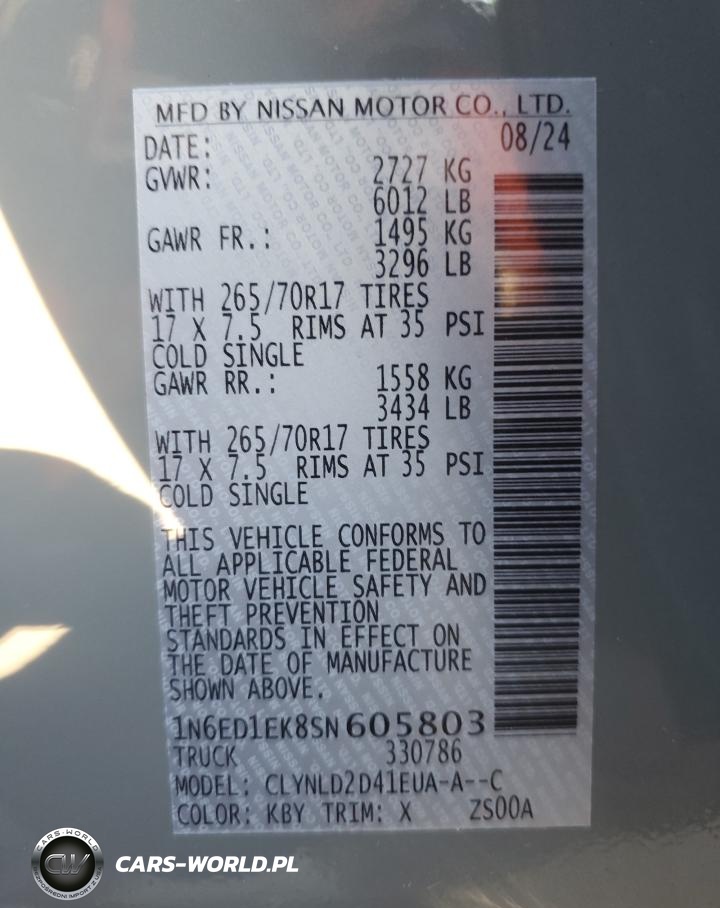 MFD BY NISSAN MOTOR CO., LTD.
DATE: 08/24
GVWR: 2727 KG
6012 LB
GAWR FR.: 1495 KG
3296 LB
WITH 265/70R17 TIRES
17 X 7.5 RIMS AT 35 PSI
COLD SINGLE
GAWR RR.: 1558 KG
3434 LB
WITH 265/70R17 TIRES
17 X 7.5 RIMS AT 35 PSI
COLD SINGLE
THIS VEHICLE CONFORMS TO
ALL APPLICABLE FEDERAL
MOTOR VEHICLE SAFETY AND
THEFT PREVENTION
STANDARDS IN EFFECT ON
THE DATE OF MANUFACTURE
SHOWN ABOVE.
1N6ED1EK8SN605803
TRUCK 330786
MODEL: CLYNLD2D41EUA-A--C
COLOR: KBY TRIM: X ZS00A
CARS-WORLD.PL
CARS-WORLD.PL
CW